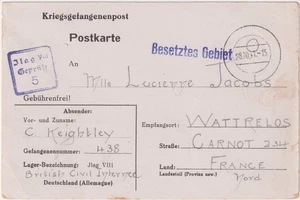 Kriegsgefangenenpost
Postkarte
Besetztes Gebiet
Ilag VIII
Geprüft
5
An
Mlle Lucienne Jacobs
Gebührenfrei!
Absender:
Vor- und Zuname:
C Keightley
Gefangenennummer: 438
Lager-Bezeichnung: Jlag VIII
British Civil Internee
Deutschland (Allemagne)
Empfangsort: WATTRELOS
Straße: CARNOT 234
Land: FRANCE
Landesteil (Provinz usw.) Nord